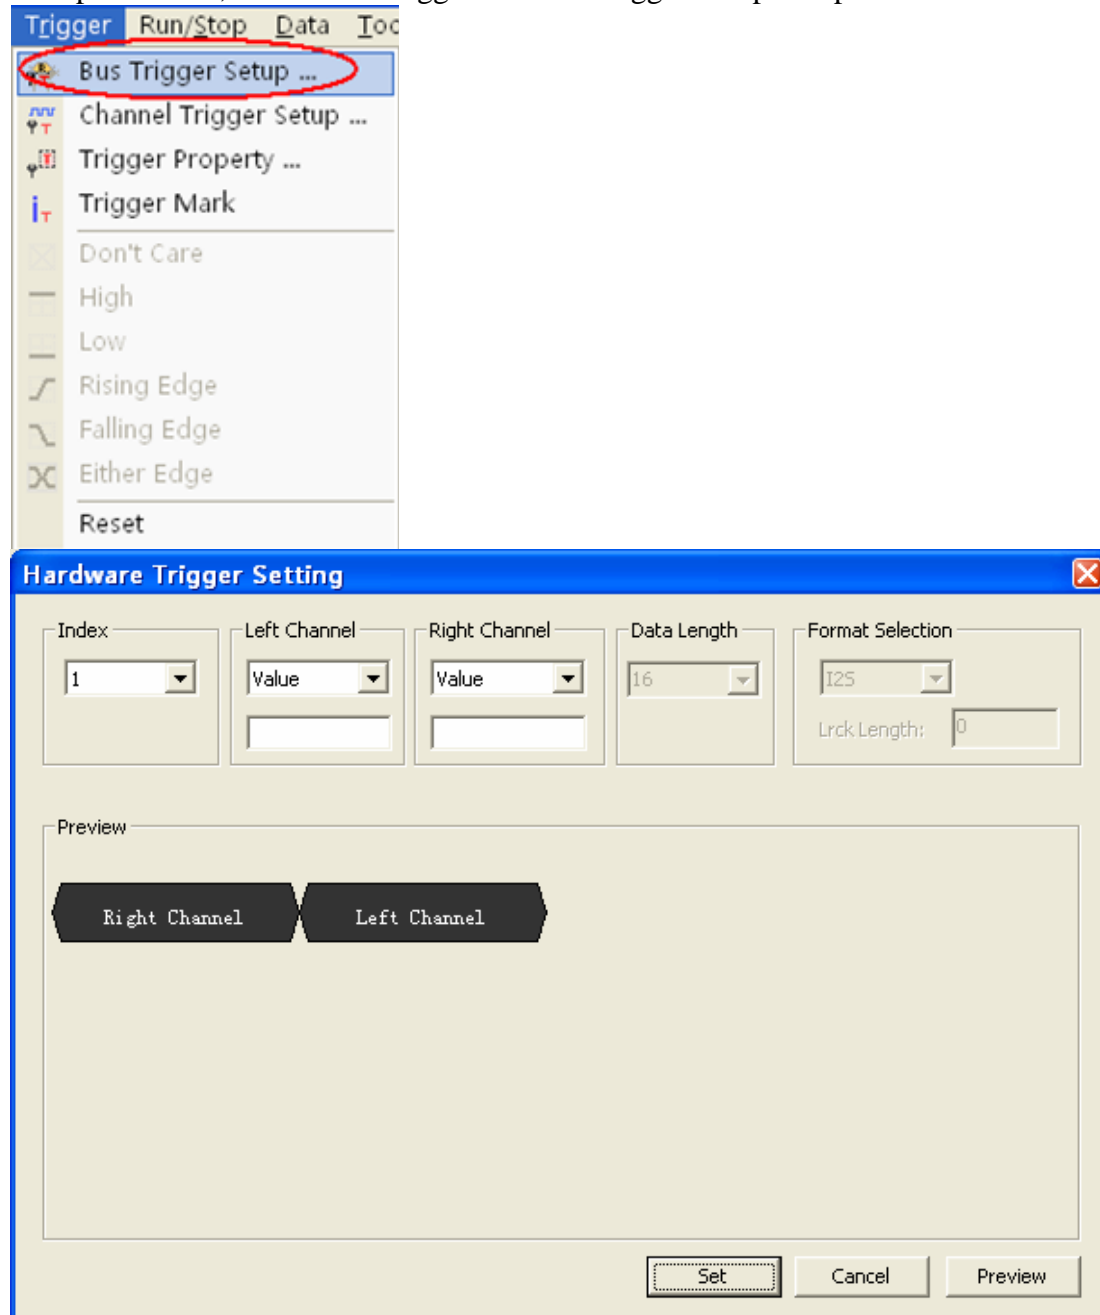 Trigger Run/Stop Data Too
Bus Trigger Setup ...
Channel Trigger Setup ...
Trigger Property ...
Trigger Mark
Don't Care
High
Low
Rising Edge
Falling Edge
Either Edge
Reset
Hardware Trigger Setting
Index Left Channel Right Channel Data Length Format Selection
1 Value Value 16 I2S
Lrck Length: 0
Preview
Right Channel Left Channel
Set Cancel Preview